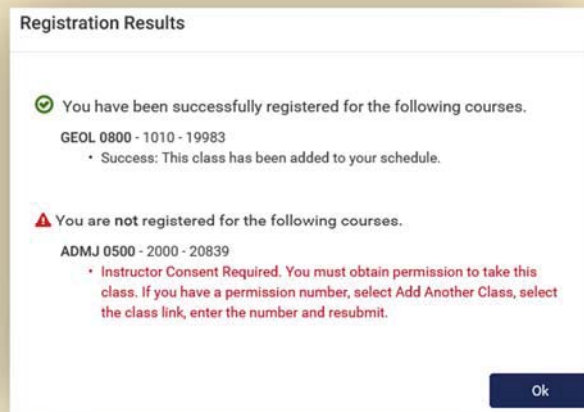 Registration Results
You have been successfully registered for the following courses.
GEOL 0800 - 1010 - 19983
• Success: This class has been added to your schedule.
You are not registered for the following courses.
ADMJ 0500 - 2000 - 20839
• Instructor Consent Required. You must obtain permission to take this
class. If you have a permission number, select Add Another Class, select
the class link, enter the number and resubmit.
Ok